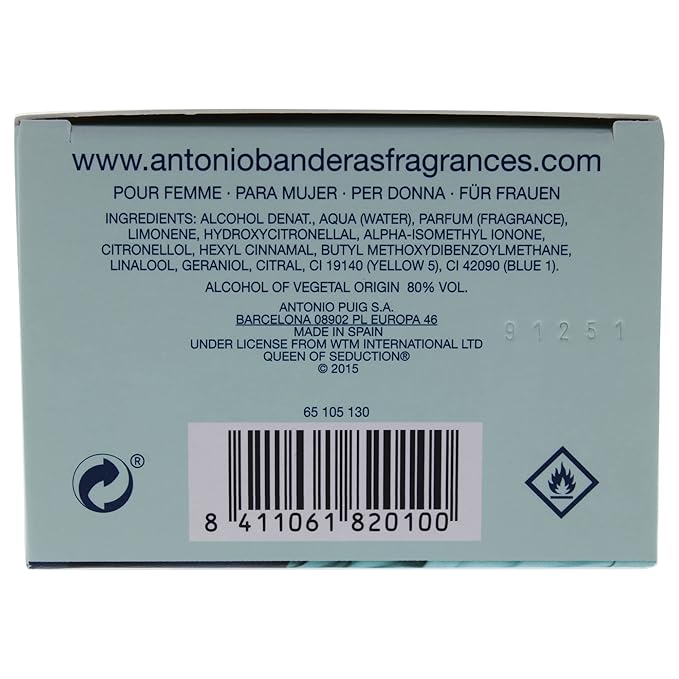 www.antoniobanderasfragrances.com
POUR FEMME · PARA MUJER · PER DONNA · FÜR FRAUEN
INGREDIENTS: ALCOHOL DENAT., AQUA (WATER), PARFUM (FRAGRANCE),
LIMONENE, HYDROXYCITRONELLAL, ALPHA-ISOMETHYL IONONE,
CITRONELLOL, HEXYL CINNAMAL, BUTYL METHOXYDIBENZOYLMETHANE,
LINALOOL, GERANIOL, CITRAL, CI 19140 (YELLOW 5), CI 42090 (BLUE 1).
ALCOHOL OF VEGETAL ORIGIN 80% VOL.
ANTONIO PUIG S.A.
BARCELONA 08902 PL EUROPA 46
MADE IN SPAIN
UNDER LICENSE FROM WTM INTERNATIONAL LTD
QUEEN OF SEDUCTION®
© 2015
91251
65 105 130
®
8 411061 820100